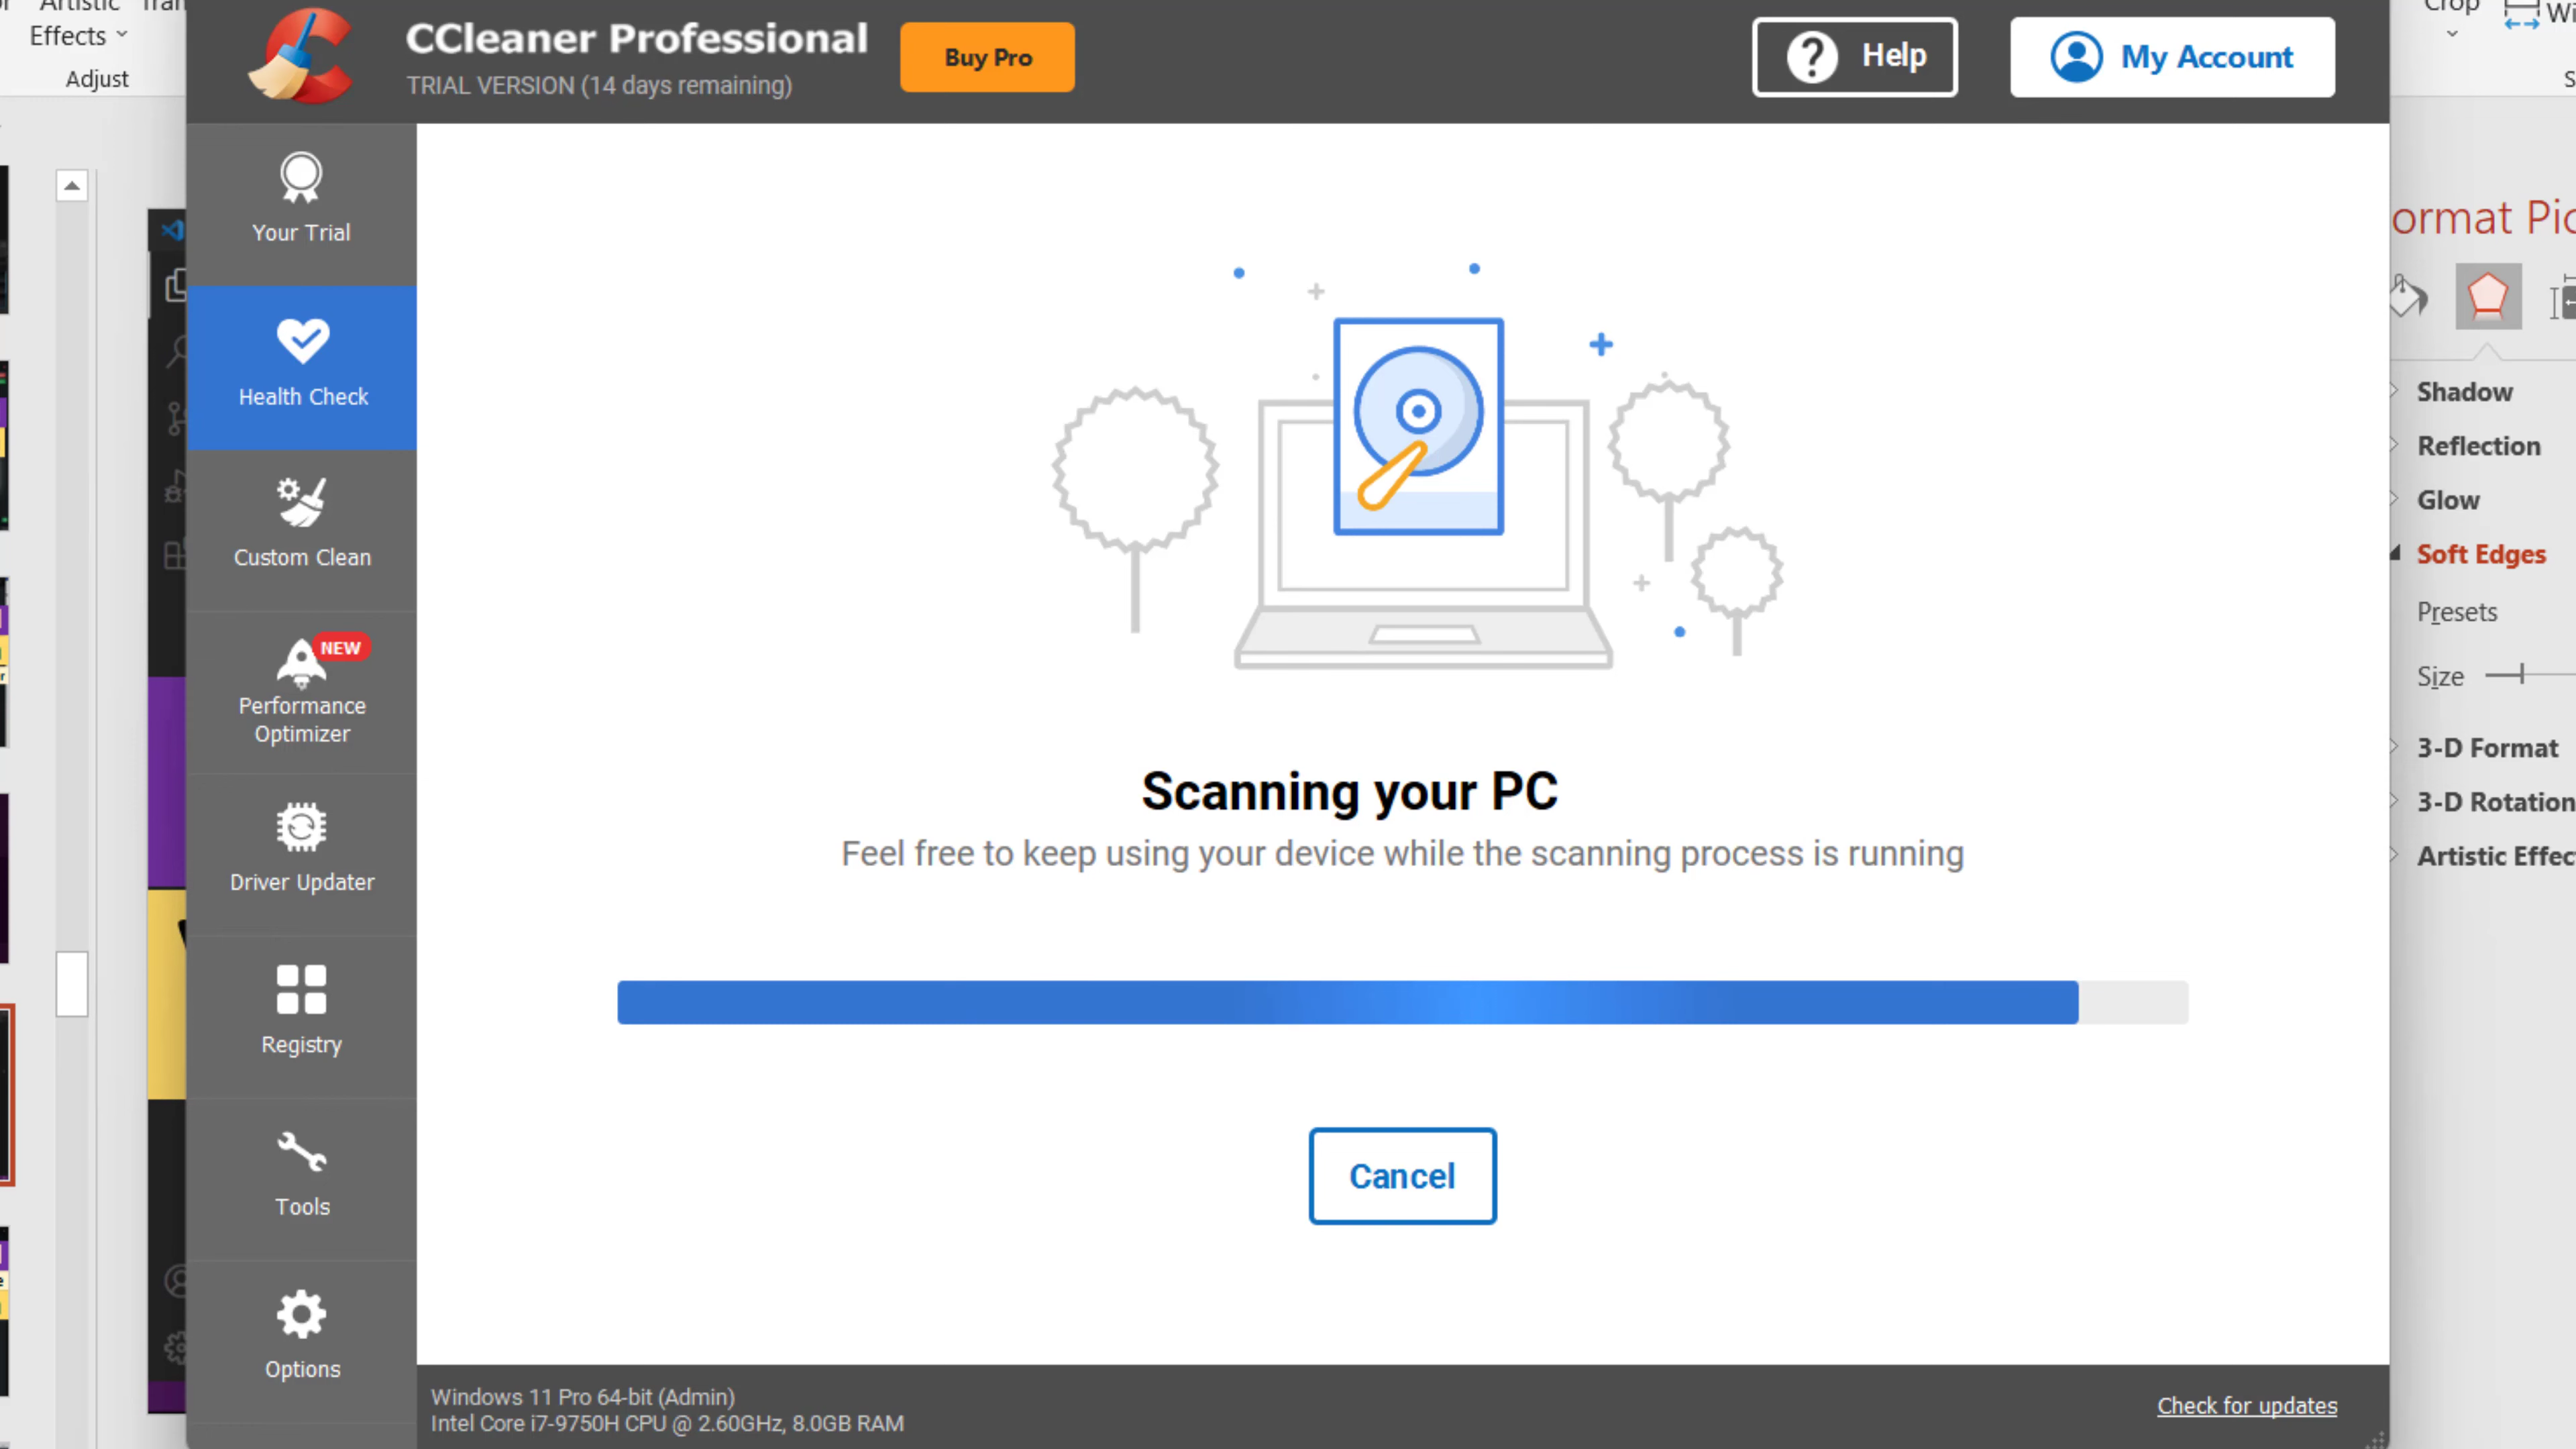 Artistic
Effects
Adjust
CCleaner Professional
TRIAL VERSION (14 days remaining)
Buy Pro
Help
My Account
Crop
Your Trial
Health Check
Custom Clean
NEW
Performance
Optimizer
Driver Updater
Registry
Tools
Options
Scanning your PC
Feel free to keep using your device while the scanning process is running
Cancel
Windows 11 Pro 64-bit (Admin)
Intel Core i7-9750H CPU @ 2.60GHz, 8.0GB RAM
Check for updates
ormat Pic
Shadow
Reflection
Glow
Soft Edges
Presets
Size
3-D Format
3-D Rotation
Artistic Effec